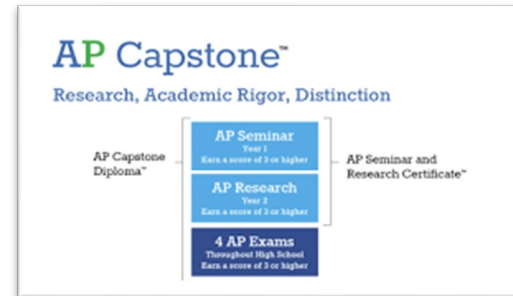 AP Capstone™
Research, Academic Rigor, Distinction
AP Capstone
Diploma™
AP Seminar
Year 1
Earn a score of 3 or higher
AP Research
Year 2
Earn a score of 3 or higher
4 AP Exams
Throughout High School
Earn a score of 3 or higher
AP Seminar and
Research Certificate™